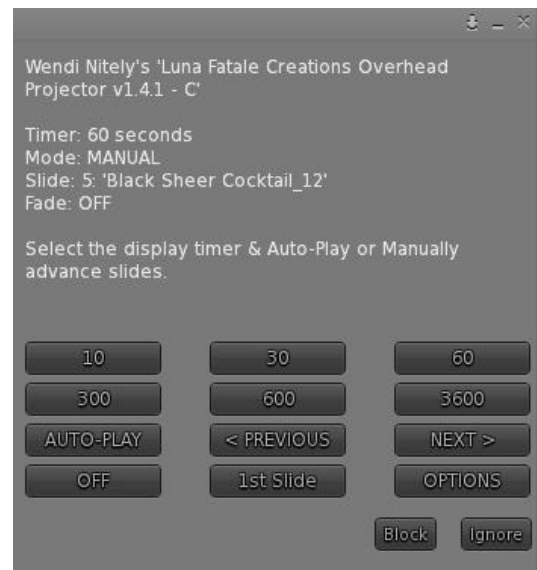 Wendi Nitely's 'Luna Fatale Creations Overhead
Projector v1.4.1 - C'
Timer: 60 seconds
Mode: MANUAL
Slide: 5: 'Black Sheer Cocktail_12'
Fade: OFF
Select the display timer & Auto-Play or Manually
advance slides.
10 30 60
300 600 3600
AUTO-PLAY < PREVIOUS NEXT >
OFF 1st Slide OPTIONS
Block Ignore